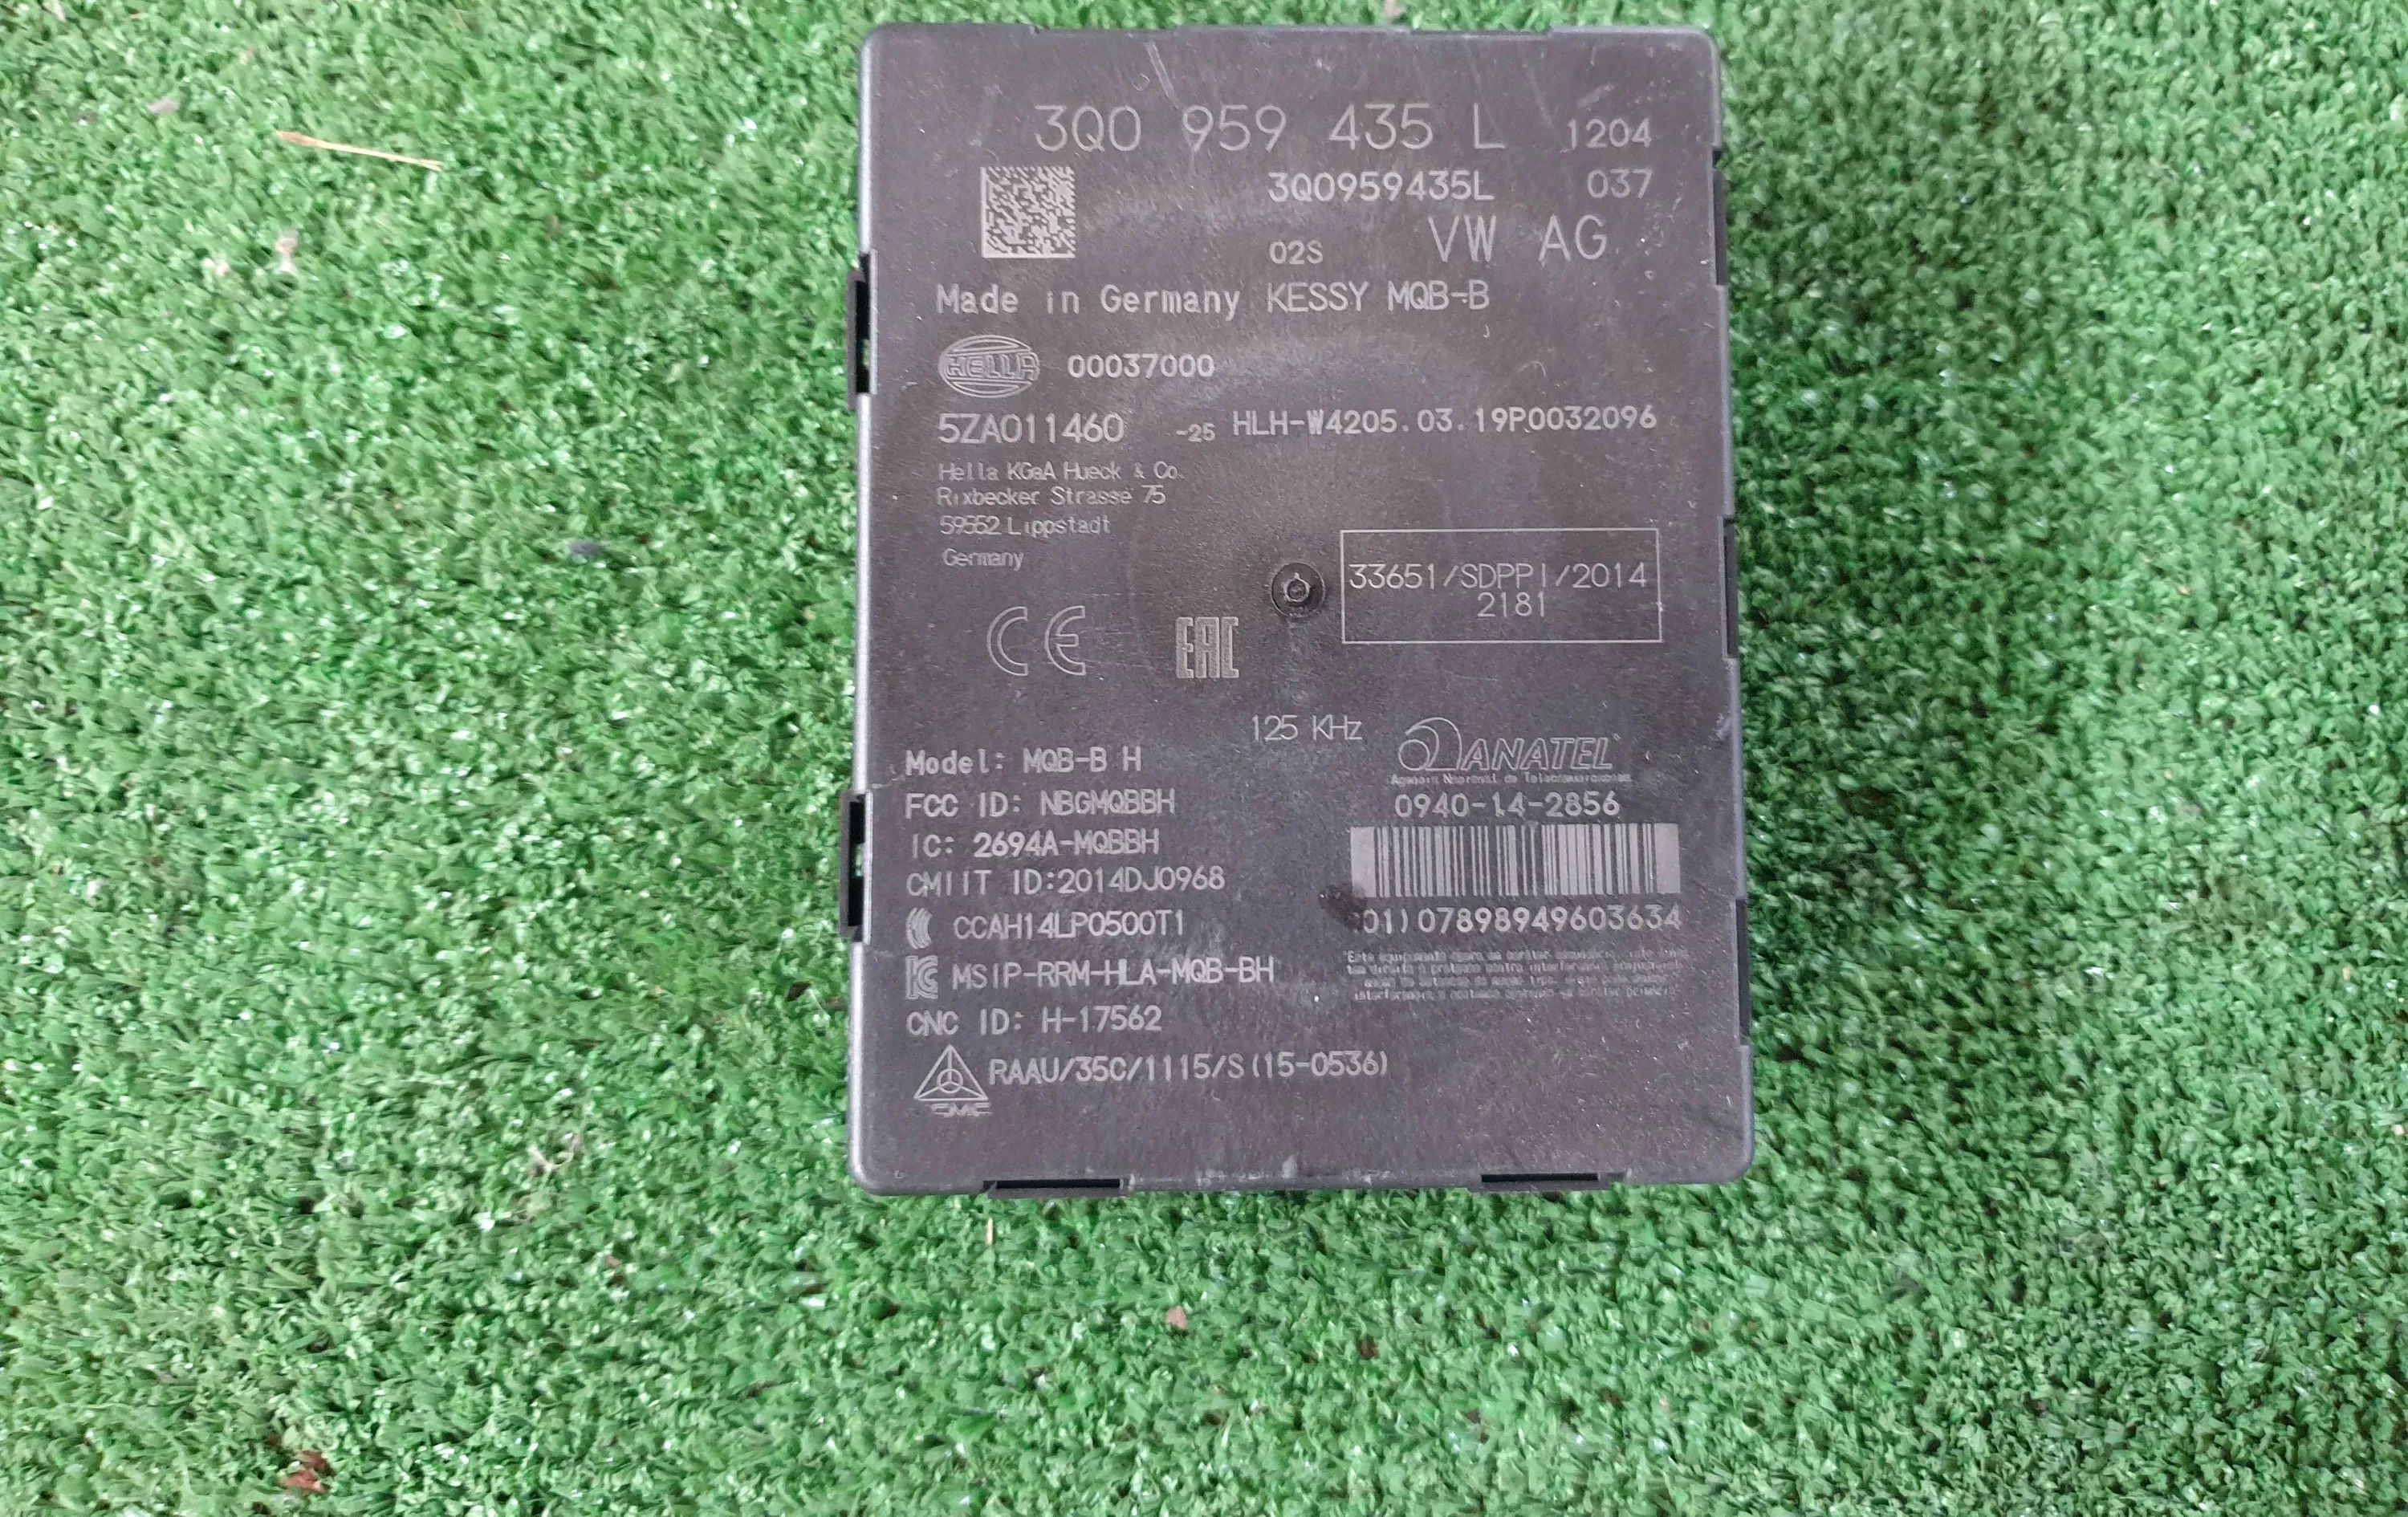 3Q0 959 435 L 1204
3Q0959435L 037
02S VW AG
Made in Germany KESSY MQB-B
HELLA 00037000
5ZA011460 -25 HLH-W4205.03.19P0032096
Hella KGaA Hueck & Co.
Rixbecker Strasse 75
59552 Lippstadt
Germany
33651/SDPPI/2014
2181
CE EAC
125 KHz
ANATEL
Model: MQB-B H
FCC ID: NBGMQBBH
0940-14-2856
IC: 2694A-MQBBH
CMIIT ID:2014DJ0968
CCAH14LP0500T1
(01)07898949603634
MSIP-RRM-HLA-MQB-BH
CNC ID: H-17562
RAAU/35C/1115/S(15-0536)